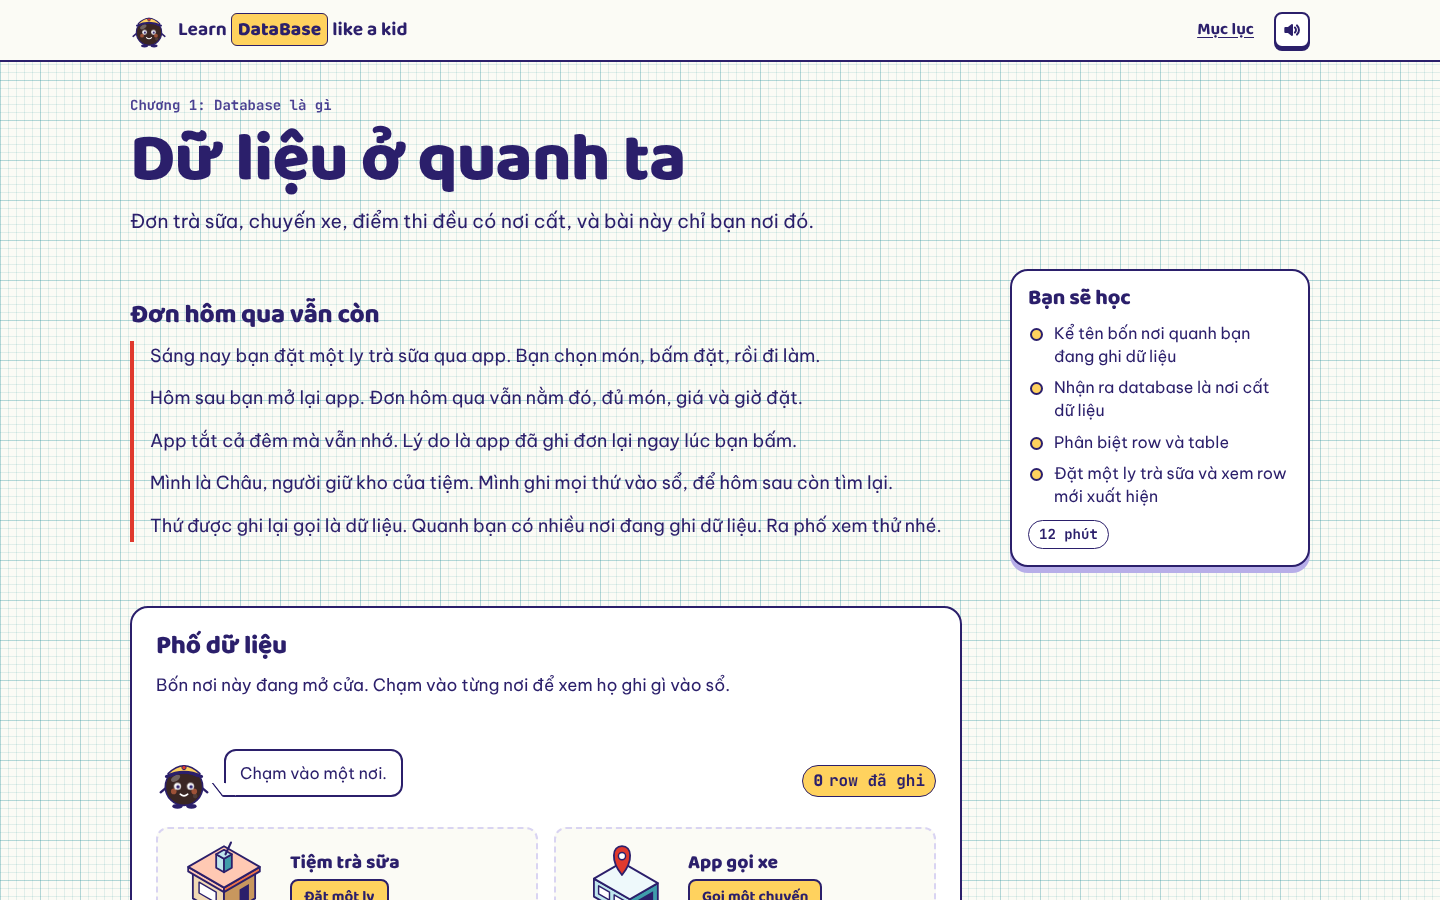 Learn DataBase like a kid
Mục lục
Chương 1: Database là gì
Dữ liệu ở quanh ta
Đơn trà sữa, chuyến xe, điểm thi đều có nơi cất, và bài này chỉ bạn nơi đó.
Đơn hôm qua vẫn còn
Sáng nay bạn đặt một ly trà sữa qua app. Bạn chọn món, bấm đặt, rồi đi làm.
Hôm sau bạn mở lại app. Đơn hôm qua vẫn nằm đó, đủ món, giá và giờ đặt.
App tắt cả đêm mà vẫn nhớ. Lý do là app đã ghi đơn lại ngay lúc bạn bấm.
Mình là Châu, người giữ kho của tiệm. Mình ghi mọi thứ vào sổ, để hôm sau còn tìm lại.
Thứ được ghi lại gọi là dữ liệu. Quanh bạn có nhiều nơi đang ghi dữ liệu. Ra phố xem thử nhé.
Bạn sẽ học
Kể tên bốn nơi quanh bạn
đang ghi dữ liệu
Nhận ra database là nơi cất
dữ liệu
Phân biệt row và table
Đặt một ly trà sữa và xem row
mới xuất hiện
12 phút
Phố dữ liệu
Bốn nơi này đang mở cửa. Chạm vào từng nơi để xem họ ghi gì vào sổ.
Chạm vào một nơi.
0 row đã ghi
Tiệm trà sữa
Đặt một ly
App gọi xe
Gọi một chuyến